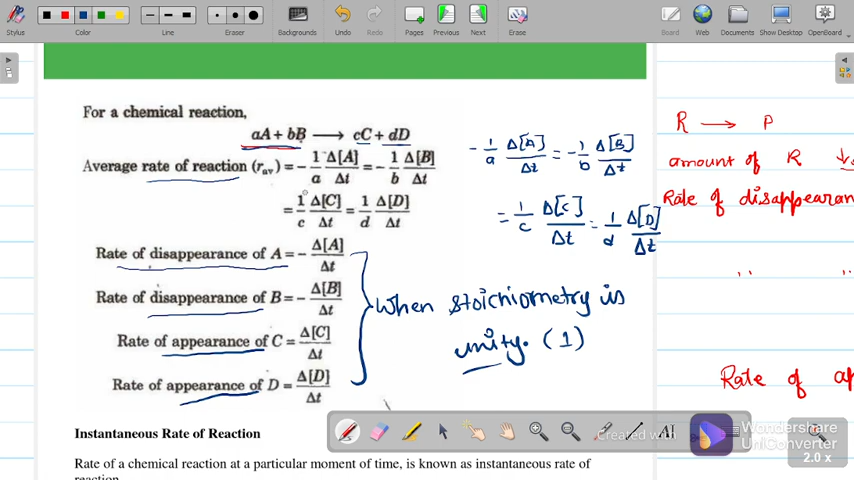 Stylus
Color
Line
Eraser
Backgrounds
Undo
Redo
Pages
Previous
Next
Erase
Board
Web
Documents
Show Desktop
OpenBoard
For a chemical reaction,
aA + bB ⟶ cC + dD
Average rate of reaction (r_av) = − 1/a Δ[A]/Δt = − 1/b Δ[B]/Δt
= 1/c Δ[C]/Δt = 1/d Δ[D]/Δt
Rate of disappearance of A = − Δ[A]/Δt
Rate of disappearance of B = − Δ[B]/Δt
Rate of appearance of C = Δ[C]/Δt
Rate of appearance of D = Δ[D]/Δt
− 1/a Δ[A]/Δt = − 1/b Δ[B]/Δt
= 1/c Δ[C]/Δt = 1/d Δ[D]/Δt
when stoichiometry is
unity. (1)
R ⟶ P
amount of R ↓
Rate of disappearan
,, ,,
Rate of ap
Instantaneous Rate of Reaction
Rate of a chemical reaction at a particular moment of time, is known as instantaneous rate of
reaction
Created with
Wondershare
UniConverter
2.0 x